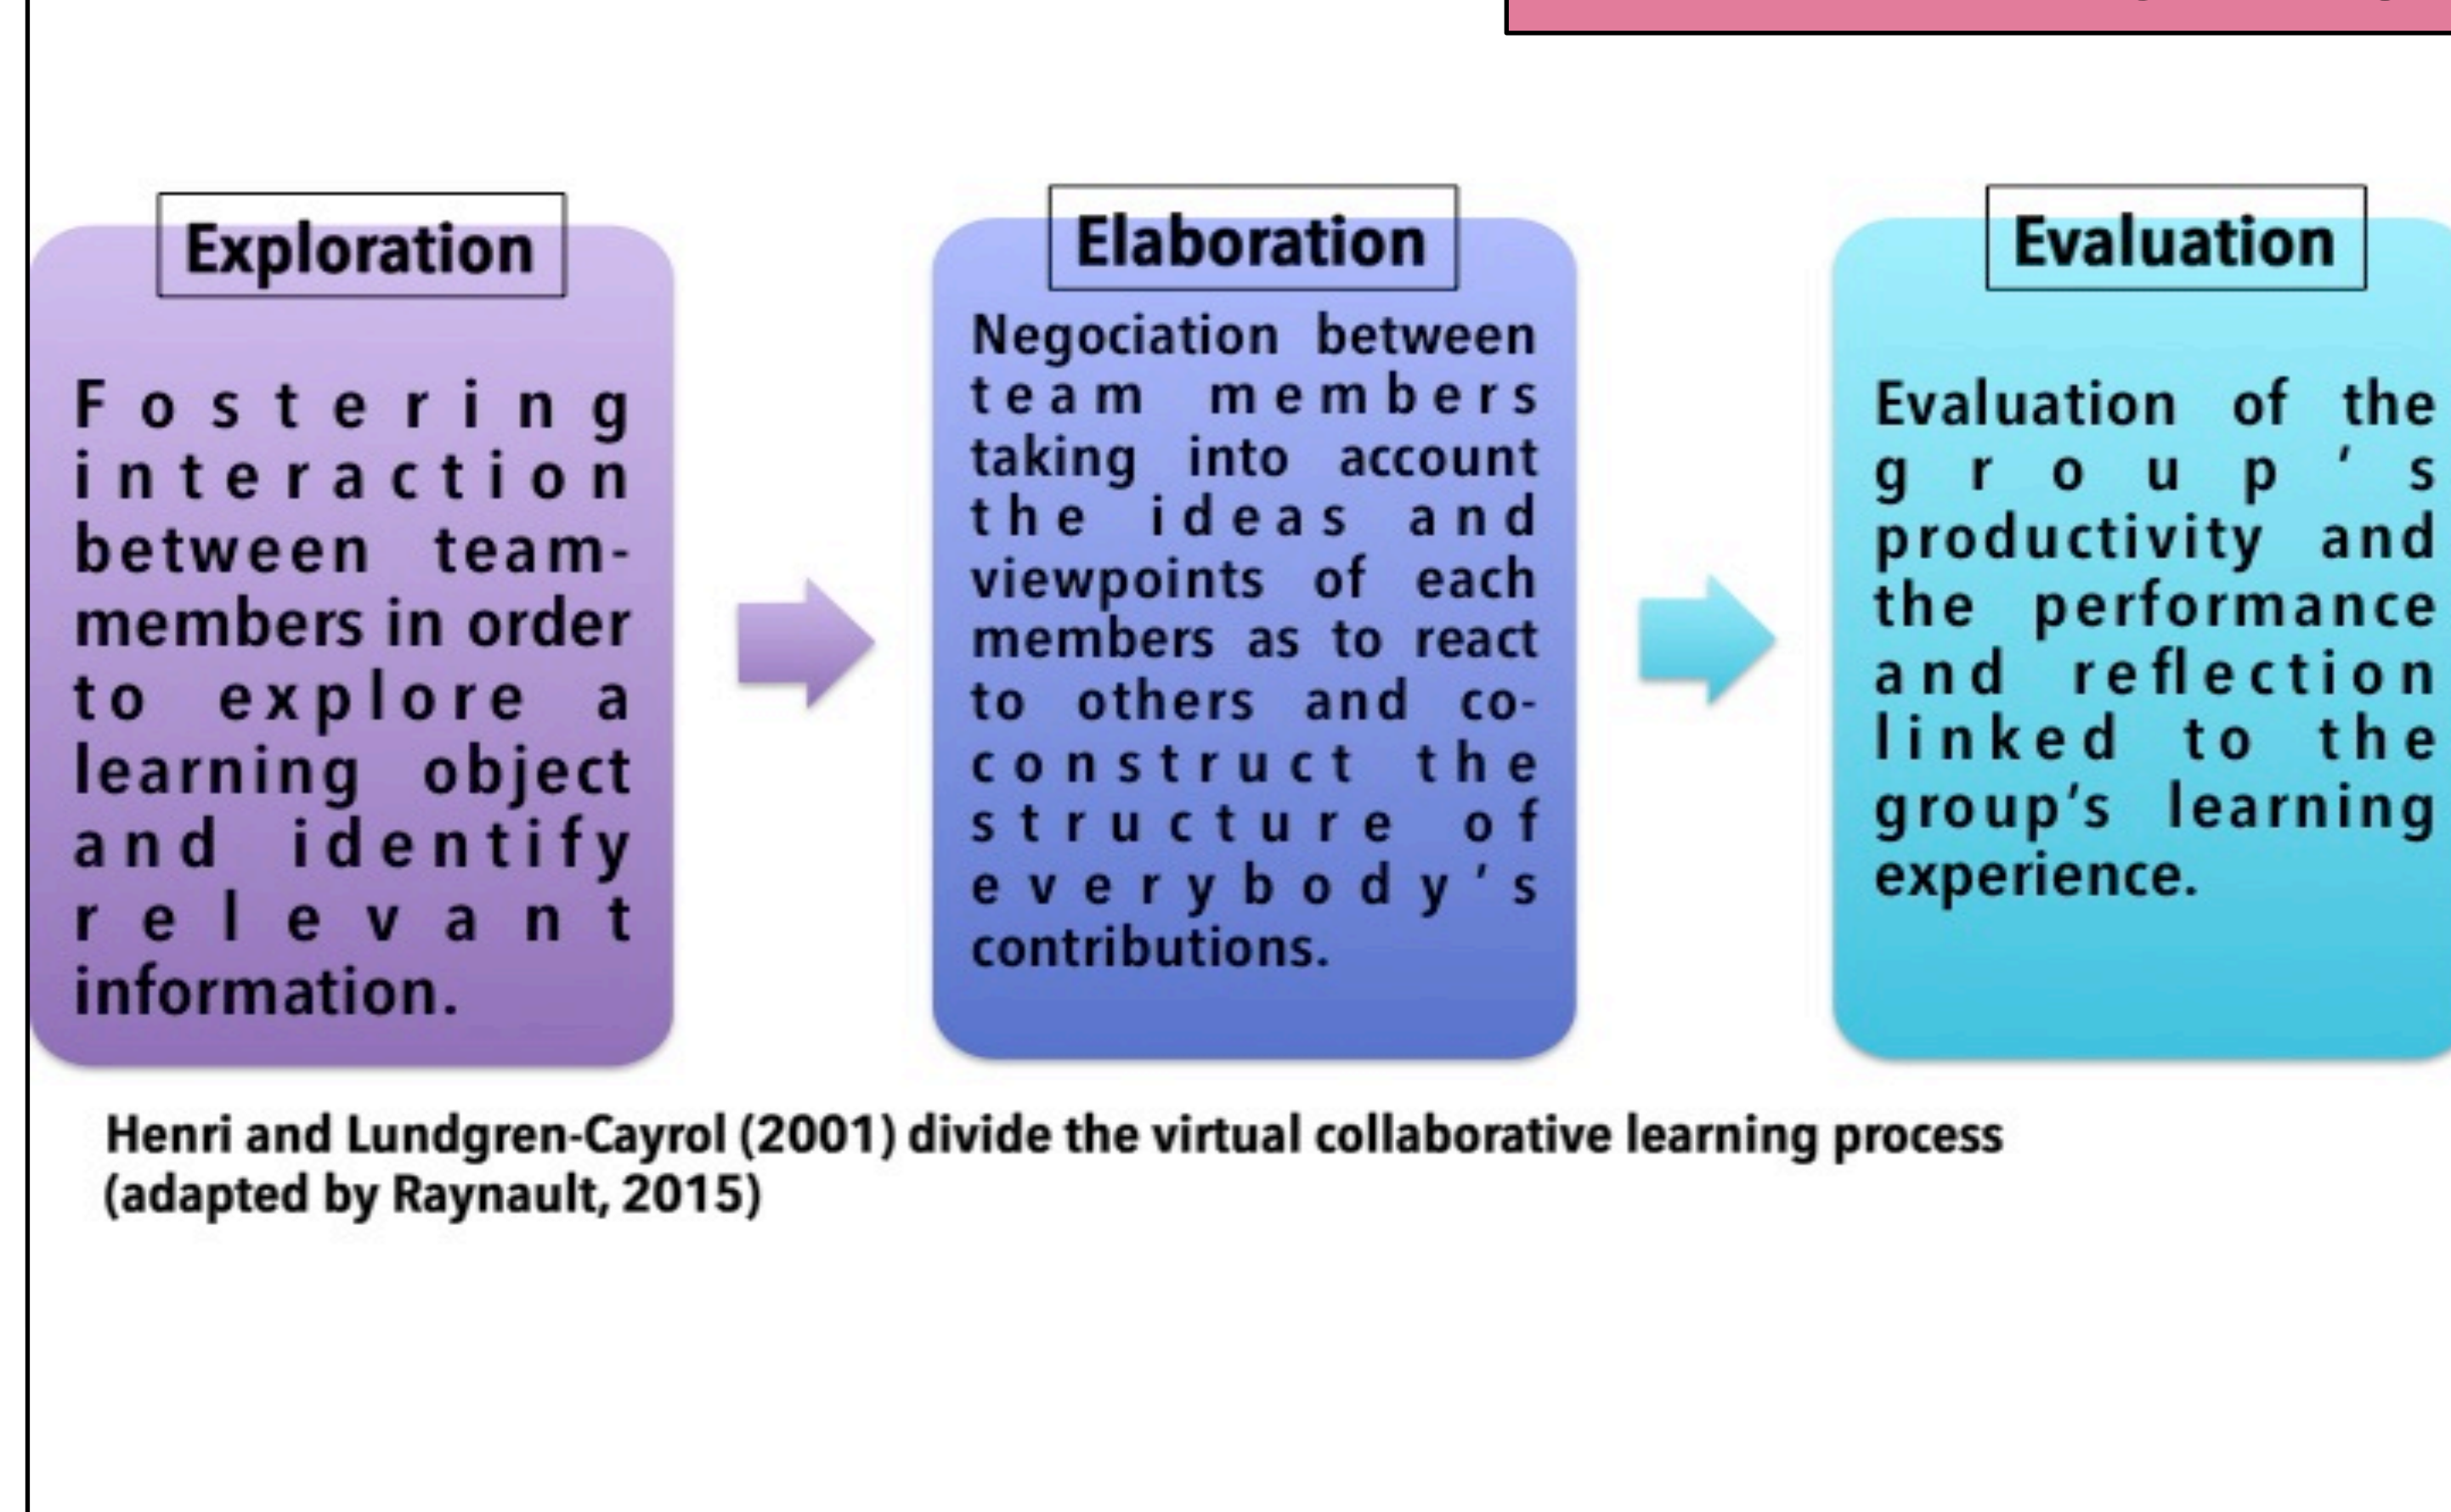 Exploration
Fostering
interaction
between team-
members in order
to explore a
learning object
and identify
relevant
information.
Elaboration
Negociation between
team members
taking into account
the ideas and
viewpoints of each
members as to react
to others and co-
construct the
structure of
everybody's
contributions.
Evaluation
Evaluation of the
group's
productivity and
the performance
and reflection
linked to the
group's learning
experience.
Henri and Lundgren-Cayrol (2001) divide the virtual collaborative learning process
(adapted by Raynault, 2015)